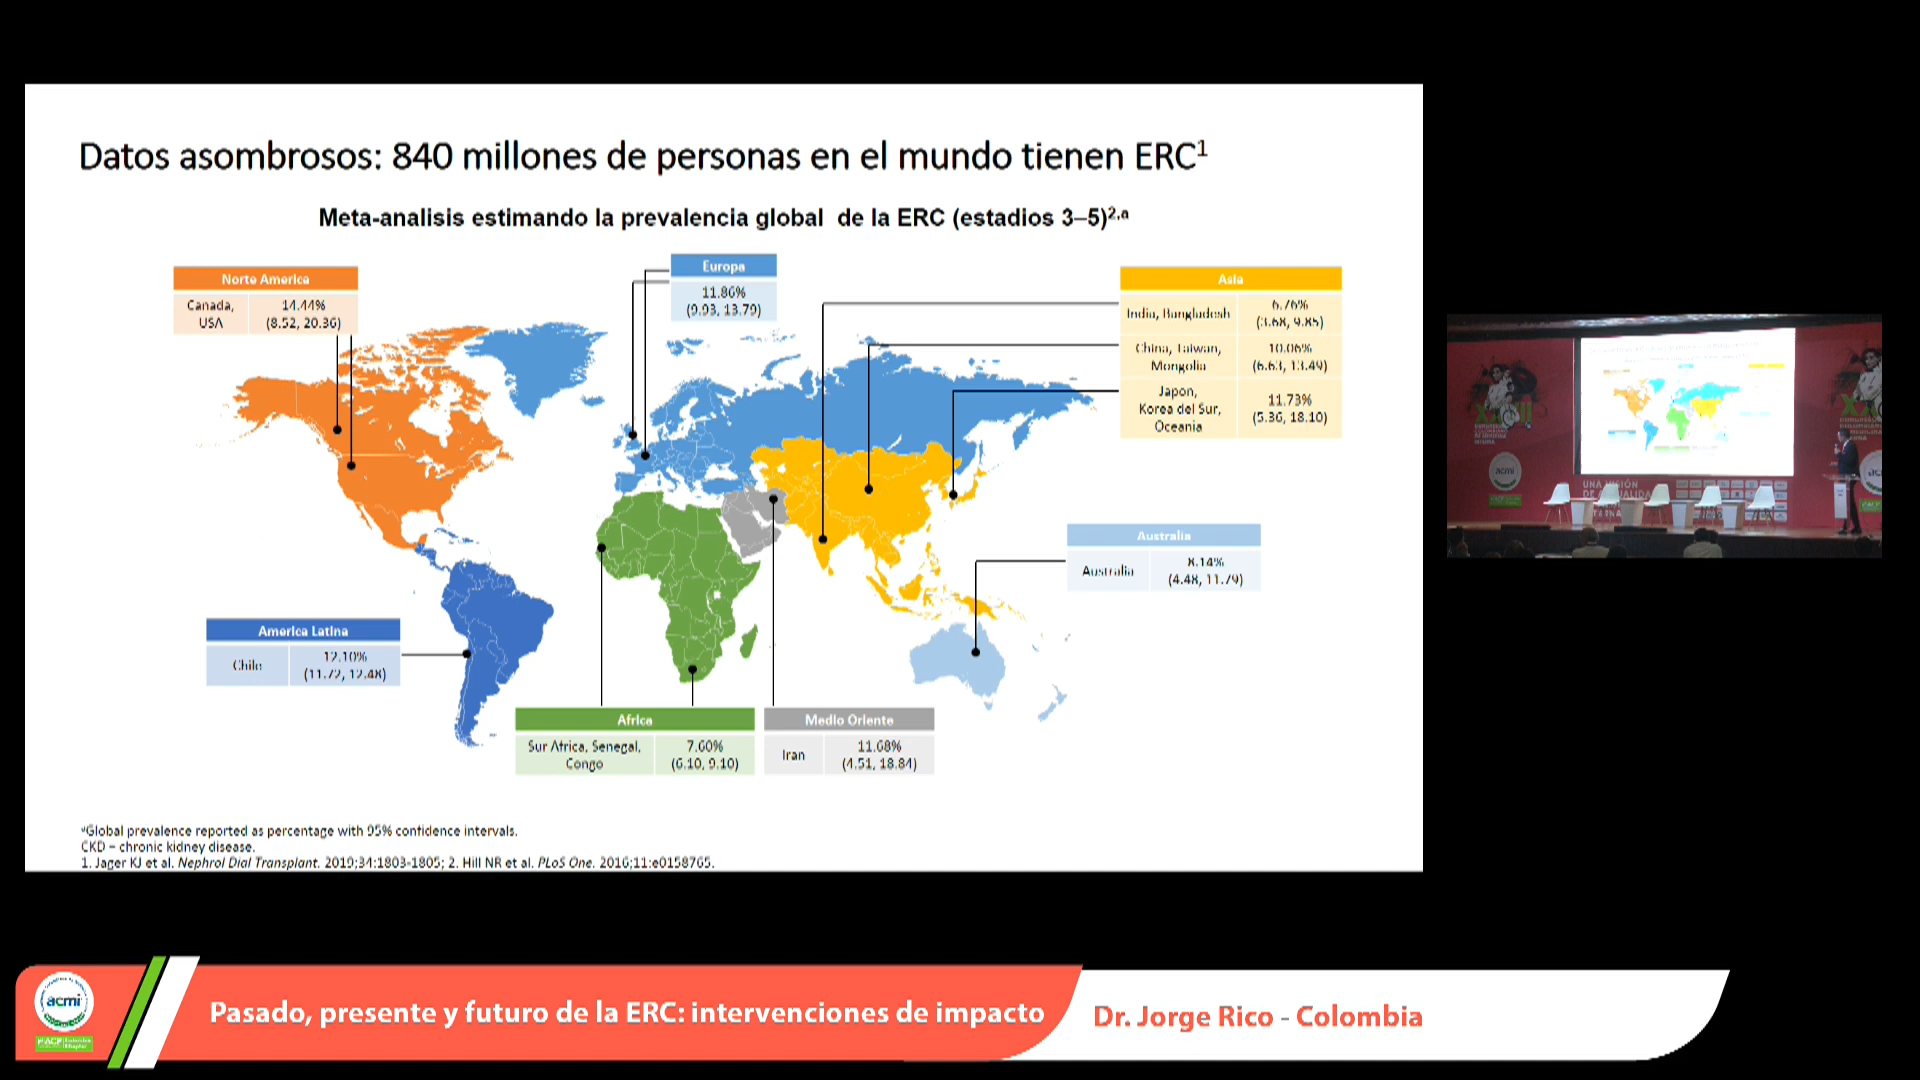 Datos asombrosos: 840 millones de personas en el mundo tienen ERC¹
Meta-analisis estimando la prevalencia global de la ERC (estadios 3–5)²,ᵃ
Norte America
Canada, USA
14.44%
(8.52, 20.36)
Europa
11.86%
(9.93, 13.79)
Asia
India, Bangladesh
6.76%
(3.68, 9.85)
China, Taiwan, Mongolia
10.06%
(6.63, 13.49)
Japon, Korea del Sur, Oceania
11.73%
(5.36, 18.10)
Australia
Australia
8.14%
(4.48, 11.79)
America Latina
Chile
12.10%
(11.72, 12.48)
Africa
Sur Africa, Senegal, Congo
7.60%
(6.10, 9.10)
Medio Oriente
Iran
11.68%
(4.51, 18.84)
ᵃGlobal prevalence reported as percentage with 95% confidence intervals.
CKD – chronic kidney disease.
1. Jager KJ et al. Nephrol Dial Transplant. 2019;34:1803-1805; 2. Hill NR et al. PLoS One. 2016;11:e0158765.
acmi
UNA VISIÓN
acmi
Pasado, presente y futuro de la ERC: intervenciones de impacto
Dr. Jorge Rico - Colombia